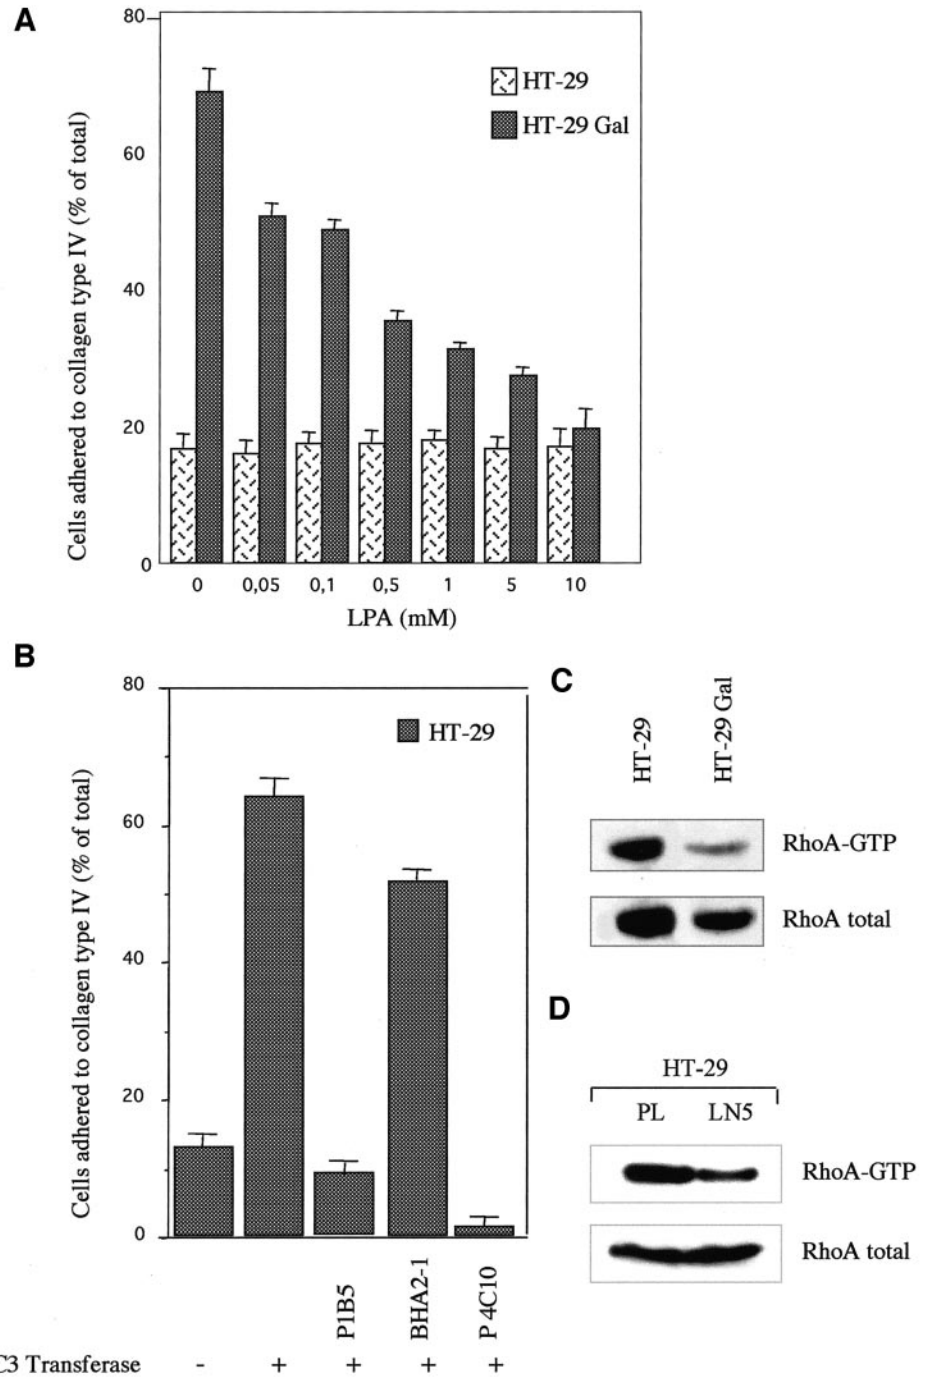 A
80
60
40
20
0
Cells adhered to collagen type IV (% of total)
HT-29
HT-29 Gal
0 0,05 0,1 0,5 1 5 10
LPA (mM)
B
80
60
40
20
0
Cells adhered to collagen type IV (% of total)
HT-29
P1B5
BHA2-1
P 4C10
C3 Transferase - + + + +
C
HT-29
HT-29 Gal
RhoA-GTP
RhoA total
D
HT-29
PL LN5
RhoA-GTP
RhoA total